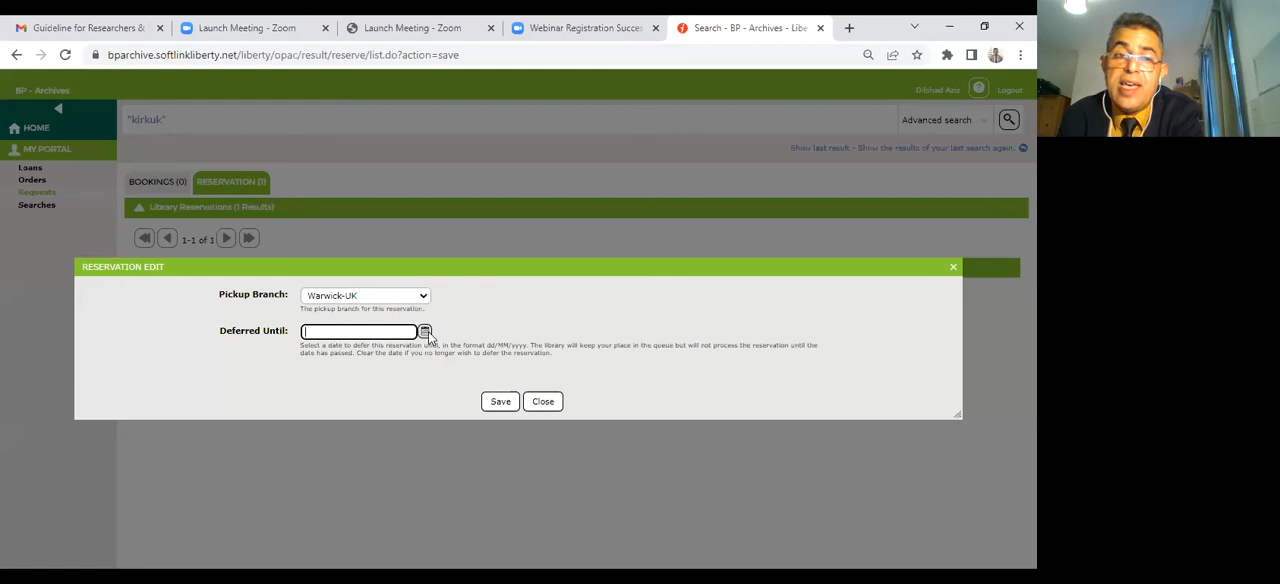 Guideline for Researchers &
Launch Meeting - Zoom
Launch Meeting - Zoom
Webinar Registration Succes
Search - BP - Archives - Libe
bparchive.softlinkliberty.net/liberty/opac/result/reserve/list.do?action=save
BP - Archives
Dilshad Aziz
?
Logout
HOME
"kirkuk"
Advanced search
MY PORTAL
Show last result - Show the results of your last search again.
Loans
Orders
Requests
Searches
BOOKINGS (0)
RESERVATION (1)
Library Reservations (1 Results)
1-1 of 1
RESERVATION EDIT
Pickup Branch:
Warwick-UK
The pickup branch for this reservation.
Deferred Until:
Select a date to defer this reservation until, in the format dd/MM/yyyy. The library will keep your place in the queue but will not process the reservation until the
date has passed. Clear the date if you no longer wish to defer the reservation.
Save
Close